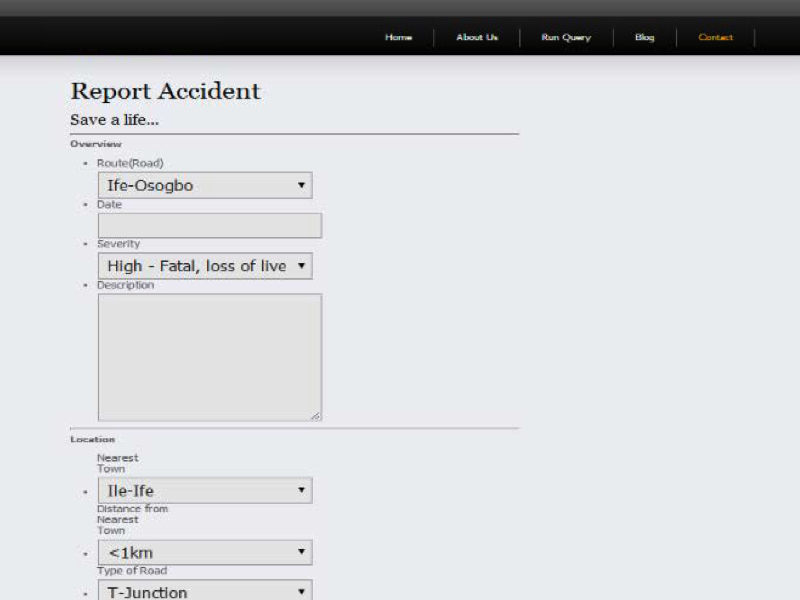 Home About Us Run Query Blog Contact
Report Accident
Save a life...
Overview
Route(Road)
Ife-Osogbo
Date
Severity
High - Fatal, loss of live
Description
Location
Nearest
Town
Ile-Ife
Distance from
Nearest
Town
<1km
Type of Road
T-Junction